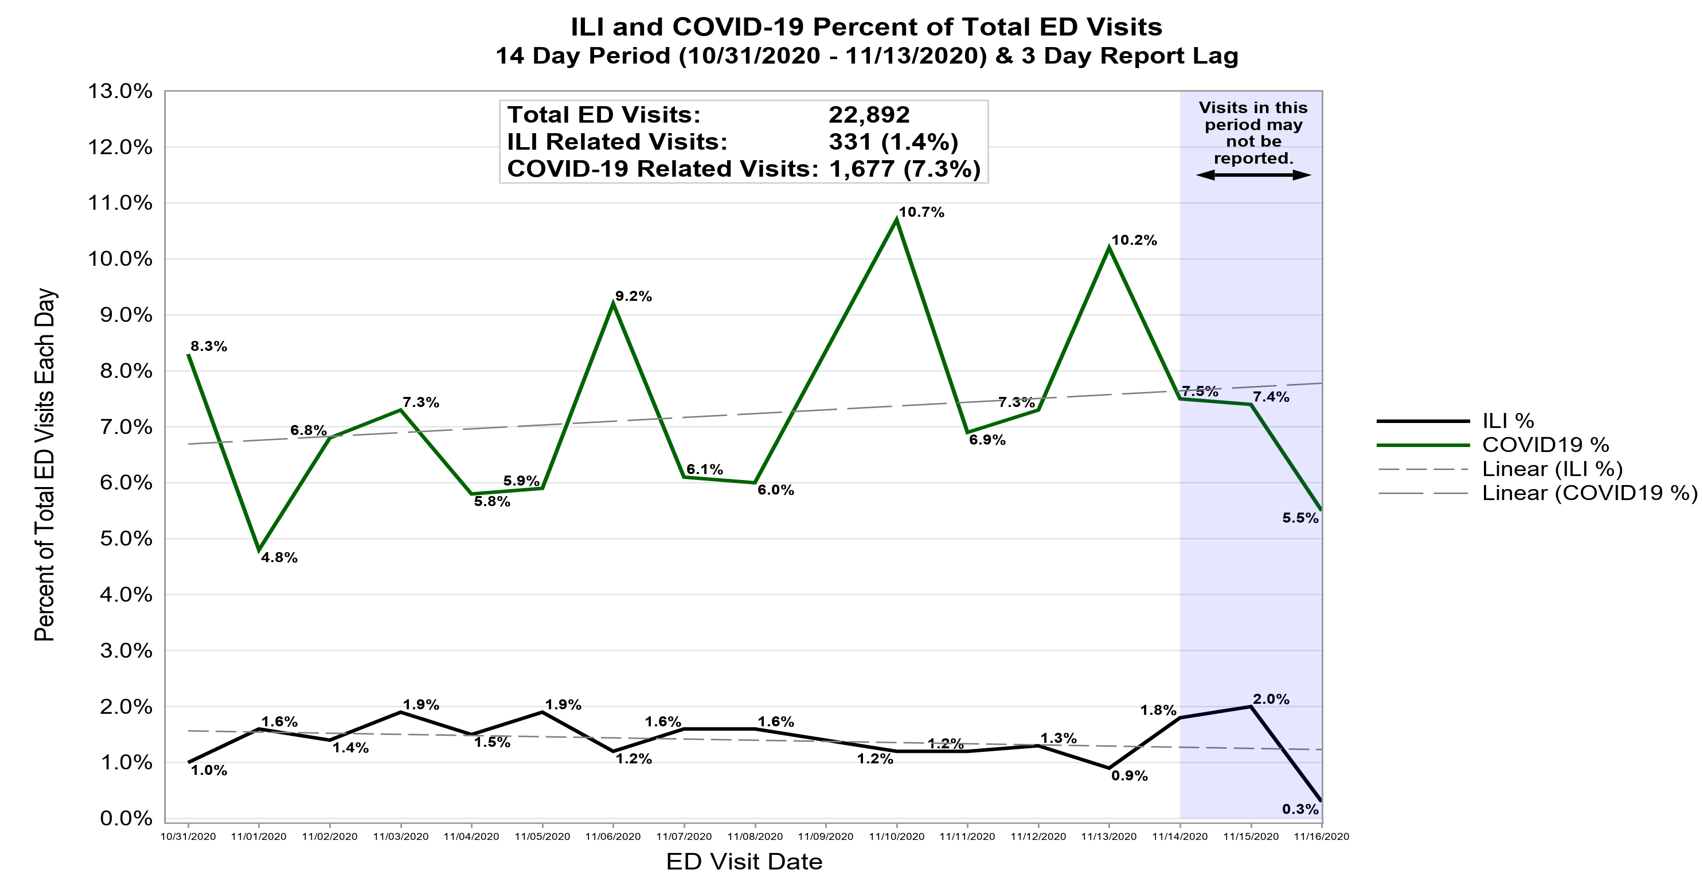 ILI and COVID-19 Percent of Total ED Visits
14 Day Period (10/31/2020 - 11/13/2020) & 3 Day Report Lag
Percent of Total ED Visits Each Day
13.0%
12.0%
11.0%
10.0%
9.0%
8.0%
7.0%
6.0%
5.0%
4.0%
3.0%
2.0%
1.0%
0.0%
Total ED Visits: 22,892
ILI Related Visits: 331 (1.4%)
COVID-19 Related Visits: 1,677 (7.3%)
Visits in this
period may
not be
reported.
8.3%
4.8%
6.8%
7.3%
5.8%
5.9%
9.2%
6.1%
6.0%
10.7%
6.9%
7.3%
10.2%
7.5%
7.4%
5.5%
1.0%
1.6%
1.4%
1.9%
1.5%
1.9%
1.2%
1.6%
1.6%
1.2%
1.2%
1.3%
0.9%
1.8%
2.0%
0.3%
10/31/2020 11/01/2020 11/02/2020 11/03/2020 11/04/2020 11/05/2020 11/06/2020 11/07/2020 11/08/2020 11/09/2020 11/10/2020 11/11/2020 11/12/2020 11/13/2020 11/14/2020 11/15/2020 11/16/2020
ED Visit Date
ILI %
COVID19 %
Linear (ILI %)
Linear (COVID19 %)